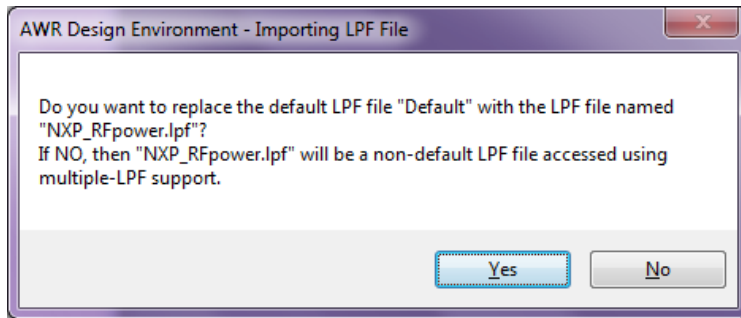 AWR Design Environment - Importing LPF File
Do you want to replace the default LPF file "Default" with the LPF file named
"NXP_RFpower.lpf"?
If NO, then "NXP_RFpower.lpf" will be a non-default LPF file accessed using
multiple-LPF support.
Yes No